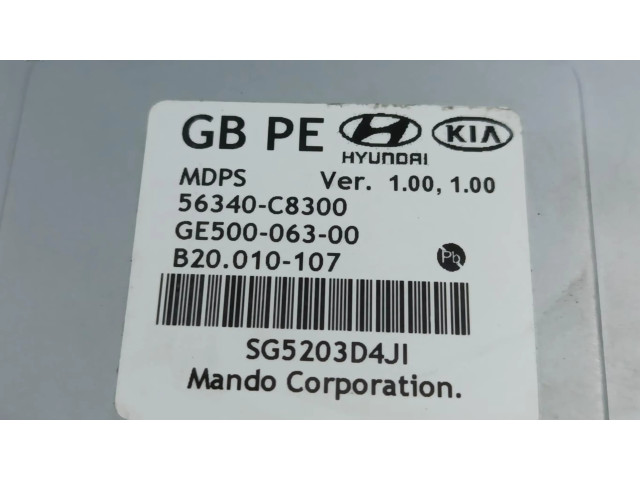 GB PE HYUNDAI KIA
MDPS Ver. 1.00, 1.00
56340-C8300
GE500-063-00
B20.010-107 Pb
SG5203D4JI
Mando Corporation.